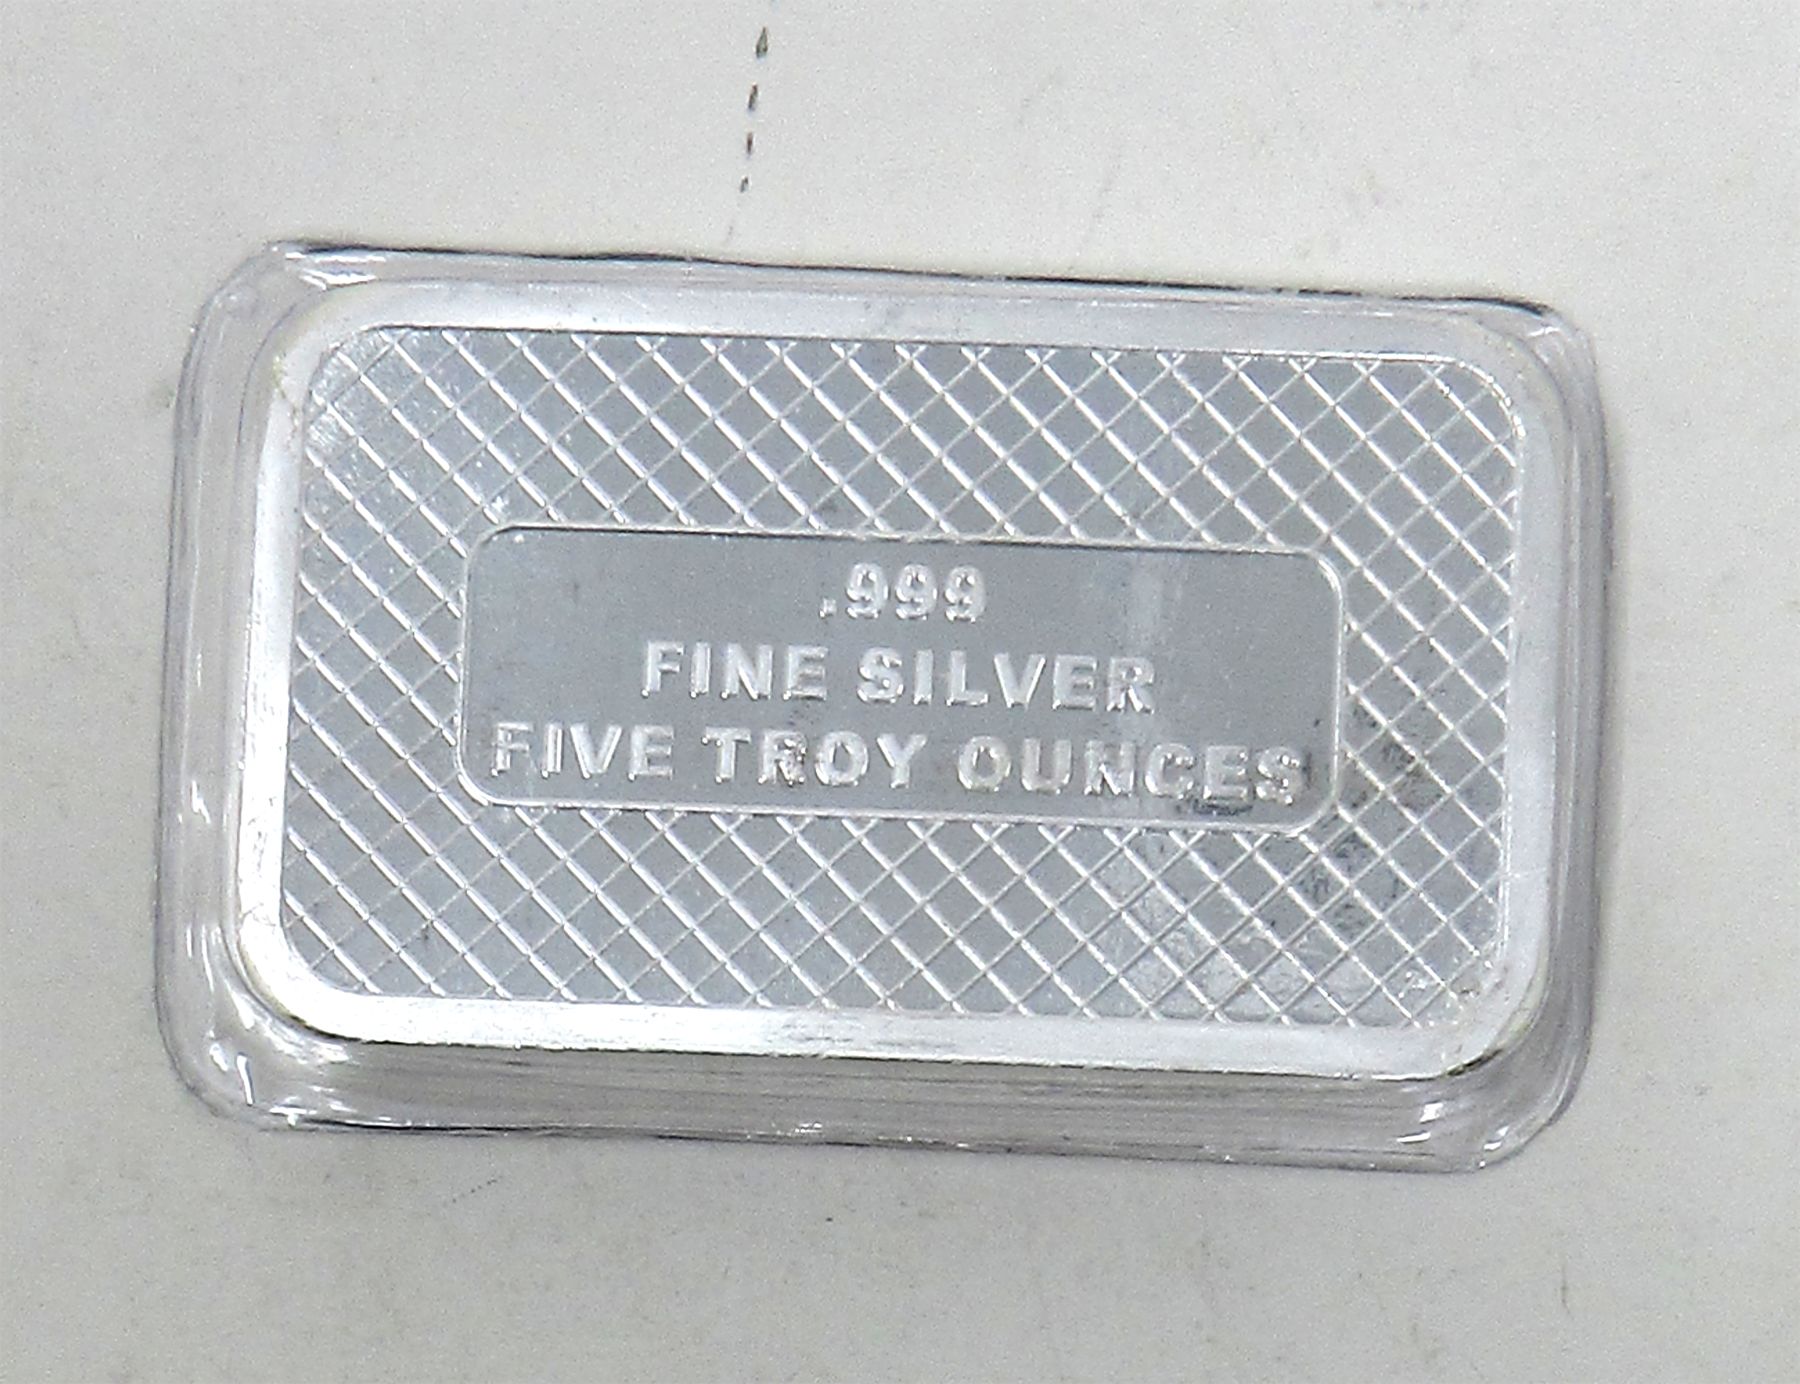 .999
FINE SILVER
FIVE TROY OUNCES